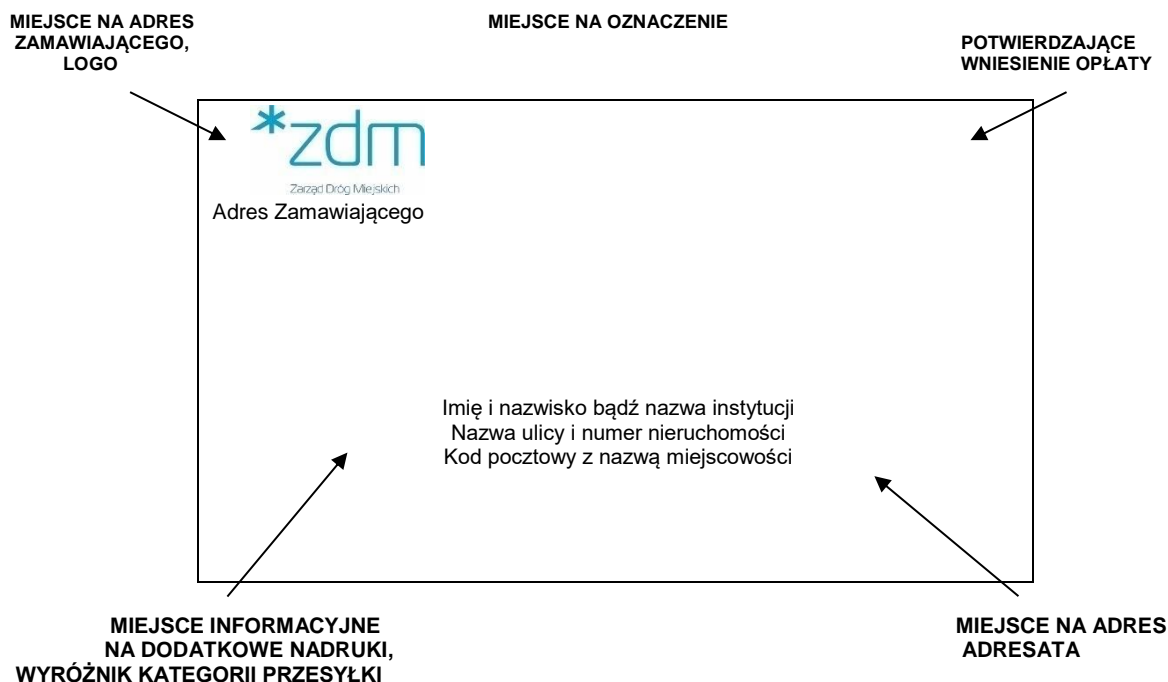 MIEJSCE NA ADRES
ZAMAWIAJĄCEGO,
LOGO
MIEJSCE NA OZNACZENIE
POTWIERDZAJĄCE
WNIESIENIE OPŁATY
*zdm
Zarząd Dróg Miejskich
Adres Zamawiającego
Imię i nazwisko bądź nazwa instytucji
Nazwa ulicy i numer nieruchomości
Kod pocztowy z nazwą miejscowości
MIEJSCE INFORMACYJNE
NA DODATKOWE NADRUKI,
WYRÓŻNIK KATEGORII PRZESYŁKI
MIEJSCE NA ADRES
ADRESATA